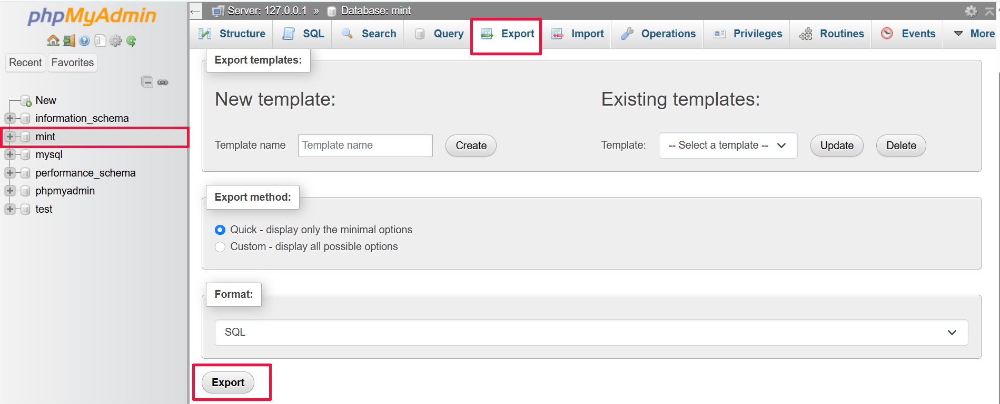 phpMyAdmin
Recent Favorites
New
information_schema
mint
mysql
performance_schema
phpmyadmin
test
← Server: 127.0.0.1 » Database: mint
Structure SQL Search Query Export Import Operations Privileges Routines Events More
Export templates:
New template: Existing templates:
Template name Template name Create Template: -- Select a template -- Update Delete
Export method:
Quick - display only the minimal options
Custom - display all possible options
Format:
SQL
Export